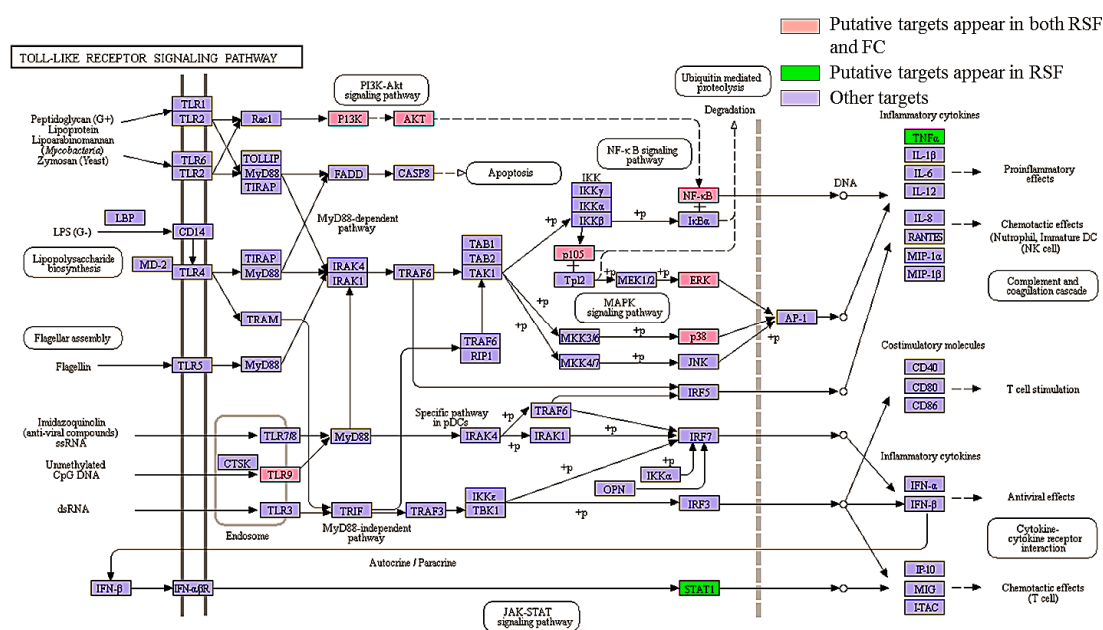 Putative targets appear in both RSF
and FC
Putative targets appear in RSF
Other targets
TOLL-LIKE RECEPTOR SIGNALING PATHWAY
PI3K-Akt
signaling pathway
Ubiquitin mediated
proteolysis
Degradation
Inflammatory cytokines
TLR1
TLR2
Rac1
P13K
AKT
Peptidoglycan (G+)
Lipoprotein
Lipoarabinomannan
(Mycobacteria)
Zymosan (Yeast)
TNFα
IL-1β
IL-6
IL-12
Proinflammatory
effects
NF-κ B signaling
pathway
TLR6
TLR2
TOLLIP
MyD88
TIRAP
FADD
CASP8
Apoptosis
IKK
IKKγ
IKKα
IKKβ
NF-κB
IκBα
DNA
+p
+p
MyD88-dependent
pathway
LBP
LPS (G-)
CD14
IL-8
RANTES
MIP-1α
MIP-1β
Chemotactic effects
(Nutrophil, Immature DC
(NK cell)
Lipopolysaccharide
biosynthesis
MD-2
TLR4
TIRAP
MyD88
IRAK4
IRAK1
TRAF6
TAB1
TAB2
TAK1
p105
Tpl2
+p
MEK1/2
+p
ERK
+p
Complement and
coagulation cascade
MAPK
signaling pathway
TRAM
+p
+p
AP-1
+p
Flagellar assembly
Flagellin
TLR5
MyD88
TRAF6
RIP1
MKK3/6
+p
p38
+p
MKK4/7
+p
JNK
Costimulatory molecules
CD40
CD80
CD86
T cell stimulation
IRF5
Imidazoquinolin
(anti-viral compounds)
ssRNA
TLR7/8
MyD88
Specific pathway
in pDCs
+p
TRAF6
IRAK4
+p
IRAK1
+p
IRF7
Unmethylated
CpG DNA
CTSK
TLR9
+p
IKKα
+p
OPN
Inflammatory cytokines
IFN-α
IFN-β
Antiviral effects
dsRNA
TLR3
TRIF
TRAF3
IKKε
TBK1
+p
IRF3
Endosome
MyD88-independent
pathway
Cytokine-
cytokine receptor
interaction
Autocrine / Paracrine
IFN-β
IFN-αβR
STAT1
IP-10
MIG
I-TAC
Chemotactic effects
(T cell)
JAK-STAT
signaling pathway